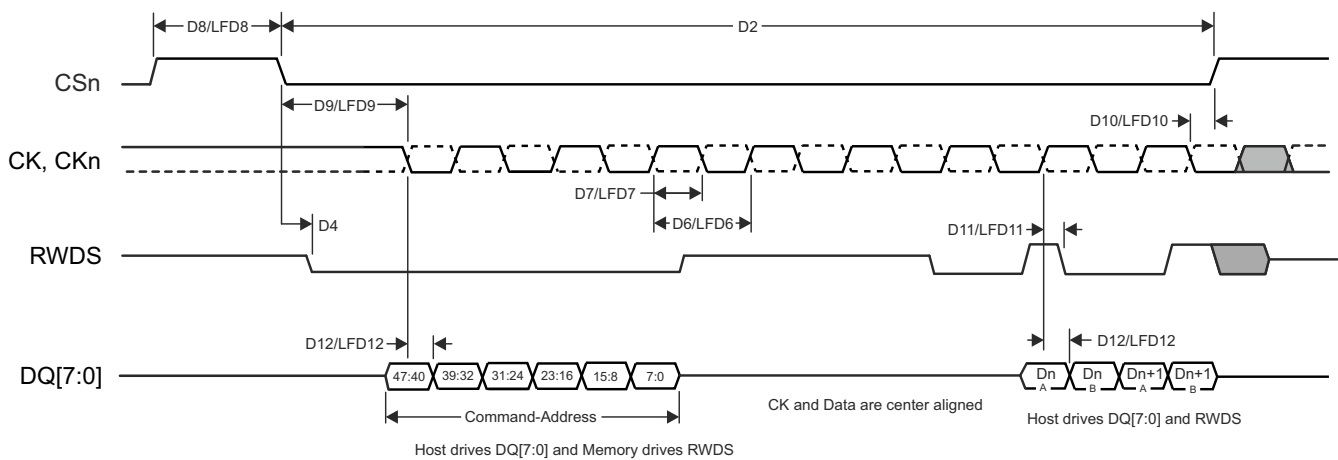 D8/LFD8
D2
CSn
D9/LFD9
D10/LFD10
CK, CKn
D7/LFD7
D4
D6/LFD6
D11/LFD11
RWDS
D12/LFD12
D12/LFD12
DQ[7:0]
47:40 39:32 31:24 23:16 15:8 7:0
Dn A Dn B Dn+1 A Dn+1 B
Command-Address
CK and Data are center aligned
Host drives DQ[7:0] and RWDS
Host drives DQ[7:0] and Memory drives RWDS